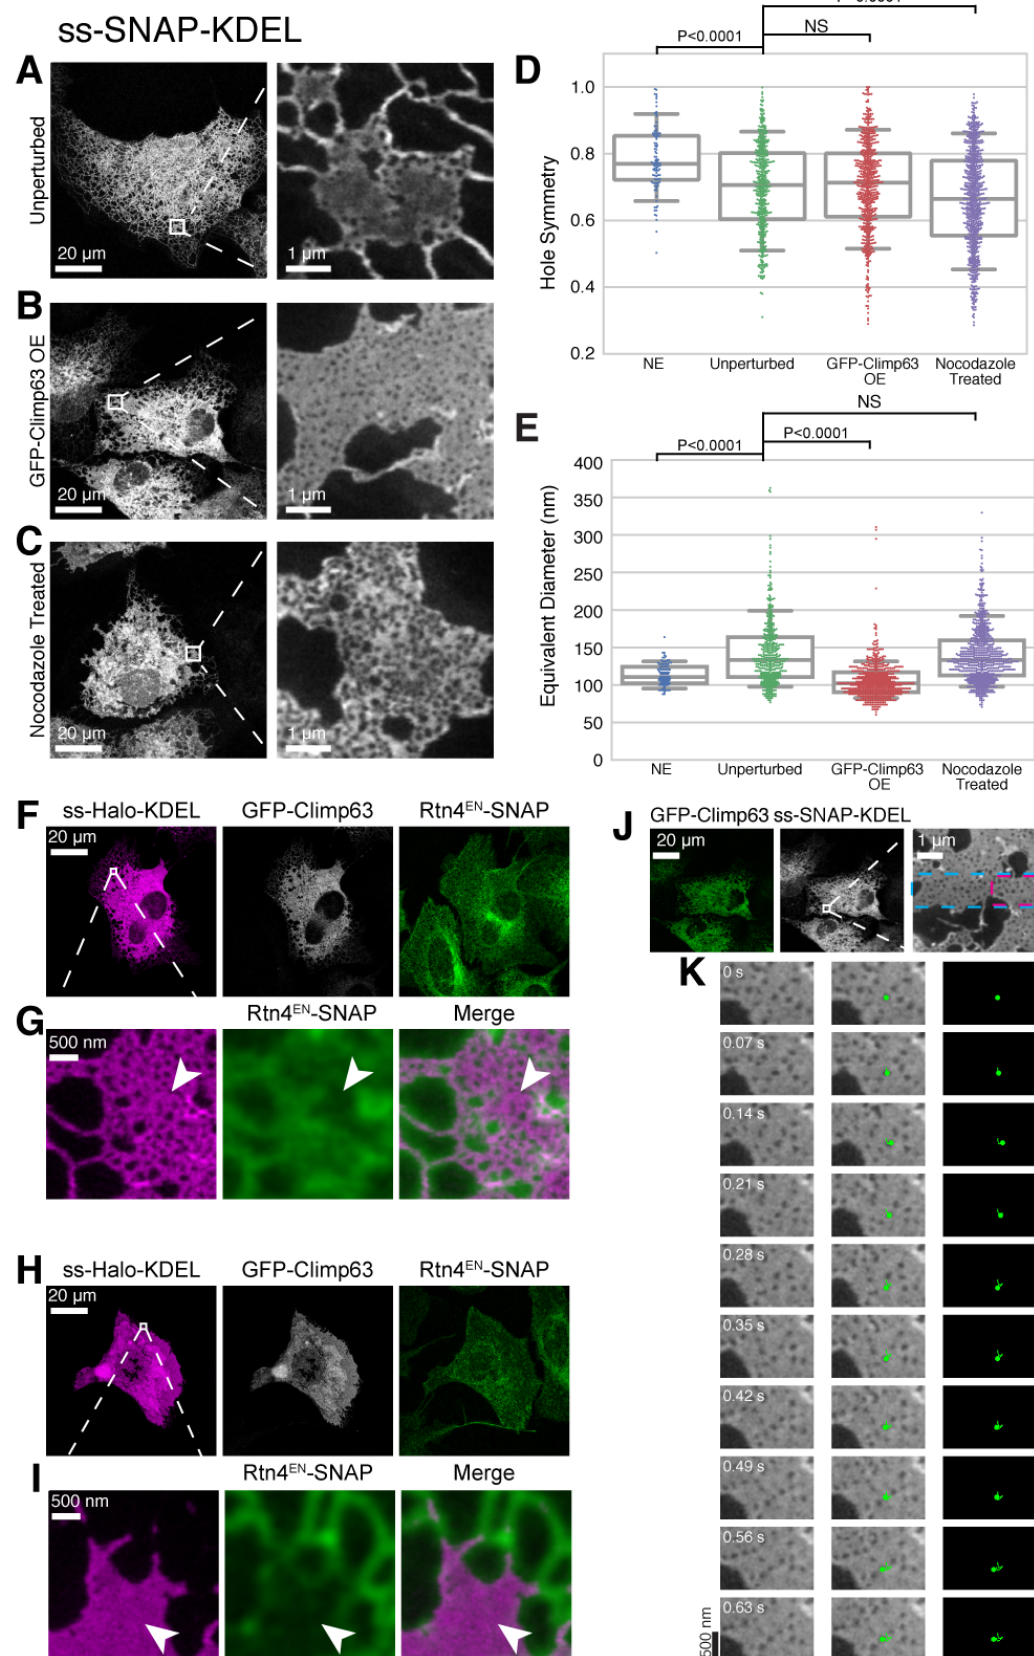 ss-SNAP-KDEL
A
Unperturbed
20 µm
1 µm
B
GFP-Climp63 OE
20 µm
1 µm
C
Nocodazole Treated
20 µm
1 µm
D
P<0.0001
NS
Hole Symmetry
1.0
0.8
0.6
0.4
0.2
NE
Unperturbed
GFP-Climp63
OE
Nocodazole
Treated
E
NS
P<0.0001
P<0.0001
Equivalent Diameter (nm)
400
350
300
250
200
150
100
50
0
NE
Unperturbed
GFP-Climp63
OE
Nocodazole
Treated
F
ss-Halo-KDEL
GFP-Climp63
Rtn4EN-SNAP
20 µm
G
Rtn4EN-SNAP
Merge
500 nm
H
ss-Halo-KDEL
GFP-Climp63
Rtn4EN-SNAP
20 µm
I
Rtn4EN-SNAP
Merge
500 nm
J
GFP-Climp63 ss-SNAP-KDEL
20 µm
1 µm
K
0 s
0.07 s
0.14 s
0.21 s
0.28 s
0.35 s
0.42 s
0.49 s
0.56 s
0.63 s
500 nm